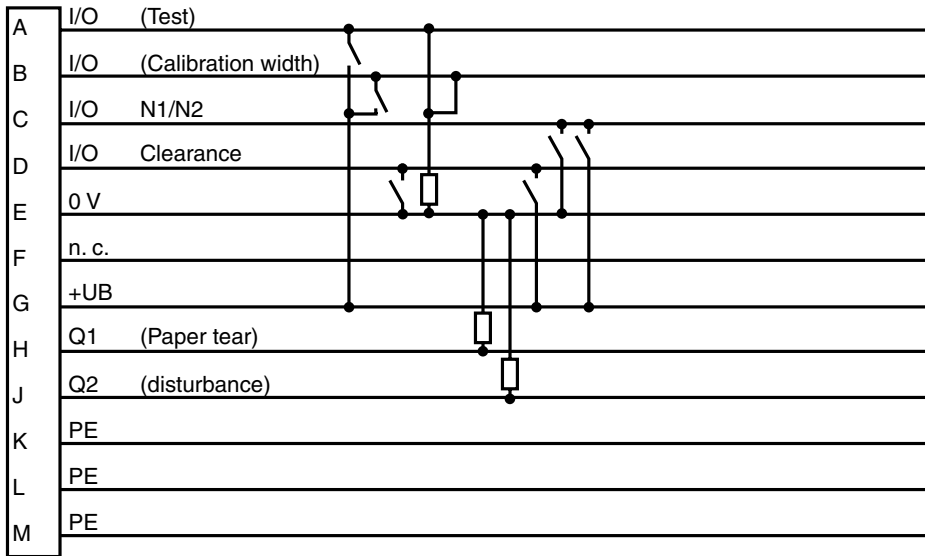 A I/O (Test)
B I/O (Calibration width)
C I/O N1/N2
D I/O Clearance
E 0 V
F n. c.
G +UB
H Q1 (Paper tear)
J Q2 (disturbance)
K PE
L PE
M PE